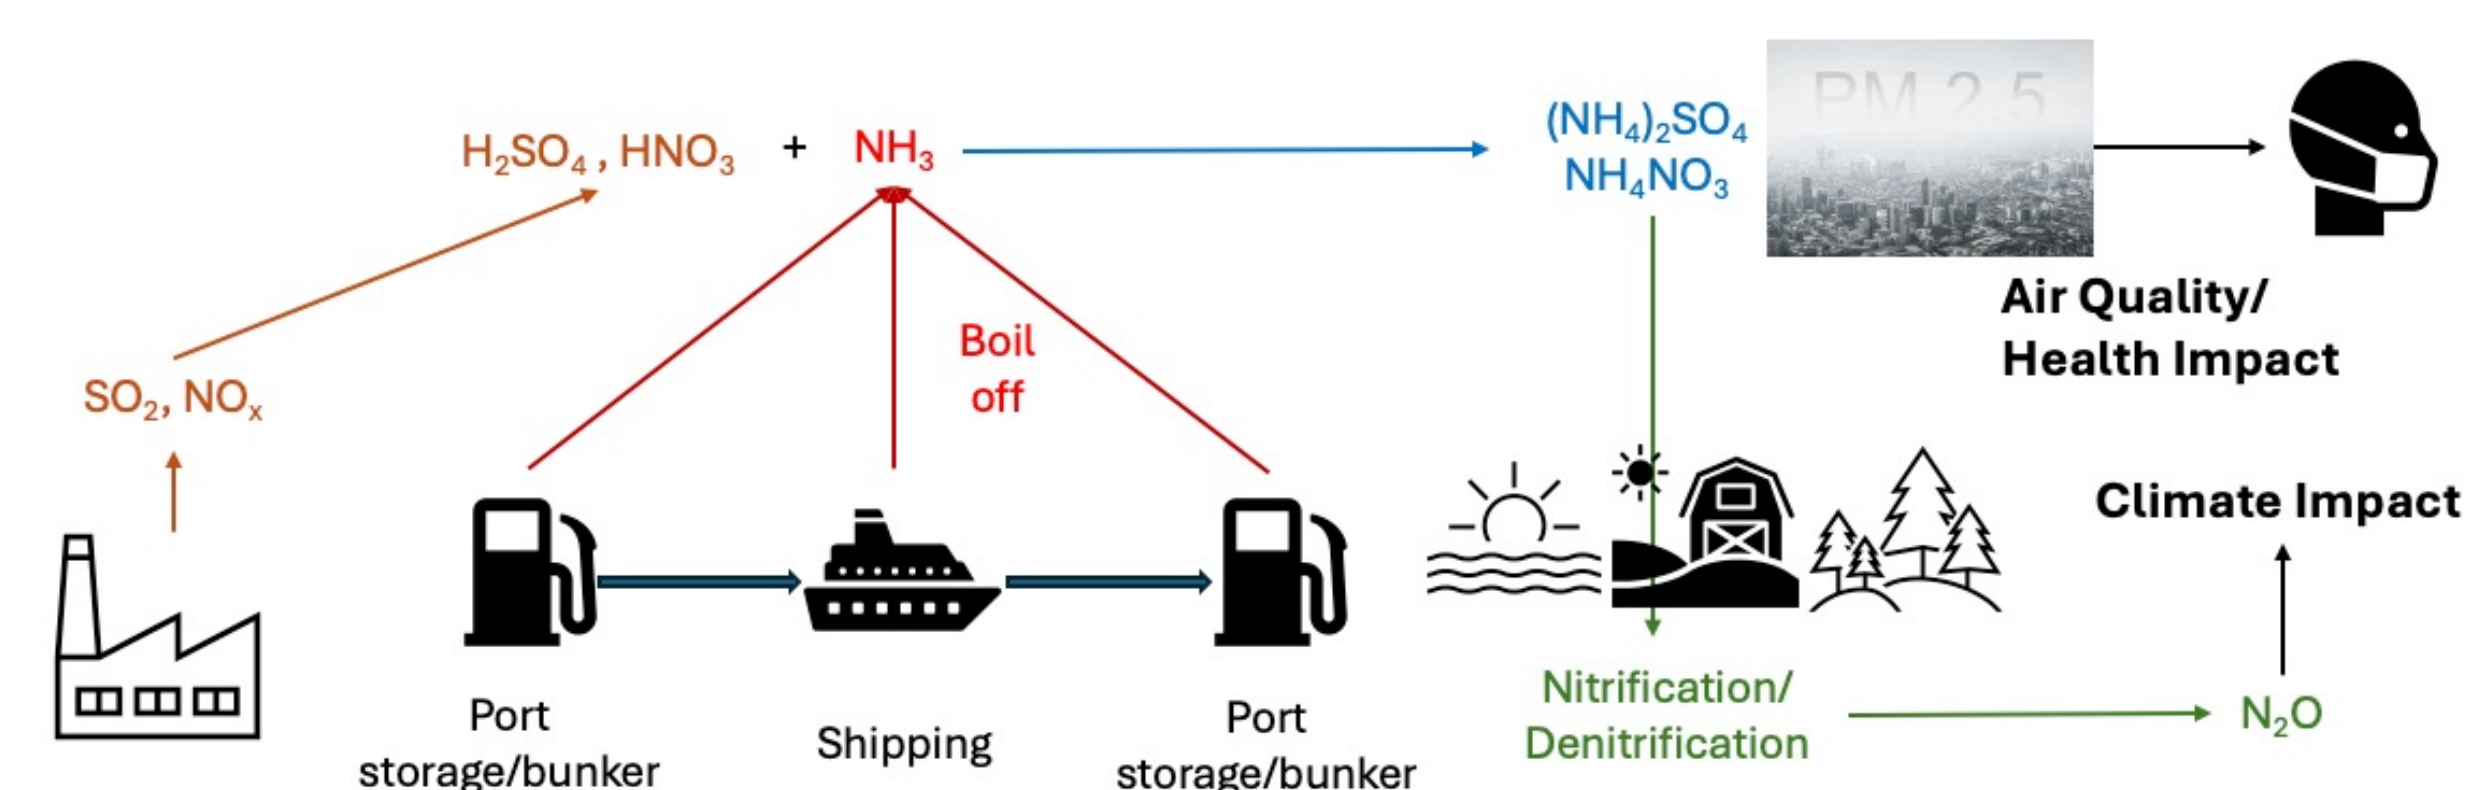 H₂SO₄ , HNO₃ + NH₃
(NH₄)₂SO₄
NH₄NO₃
PM 2.5
Air Quality/
Health Impact
Boil
off
SO₂, NOₓ
Climate Impact
Port
storage/bunker
Shipping
Port
storage/bunker
Nitrification/
Denitrification
N₂O